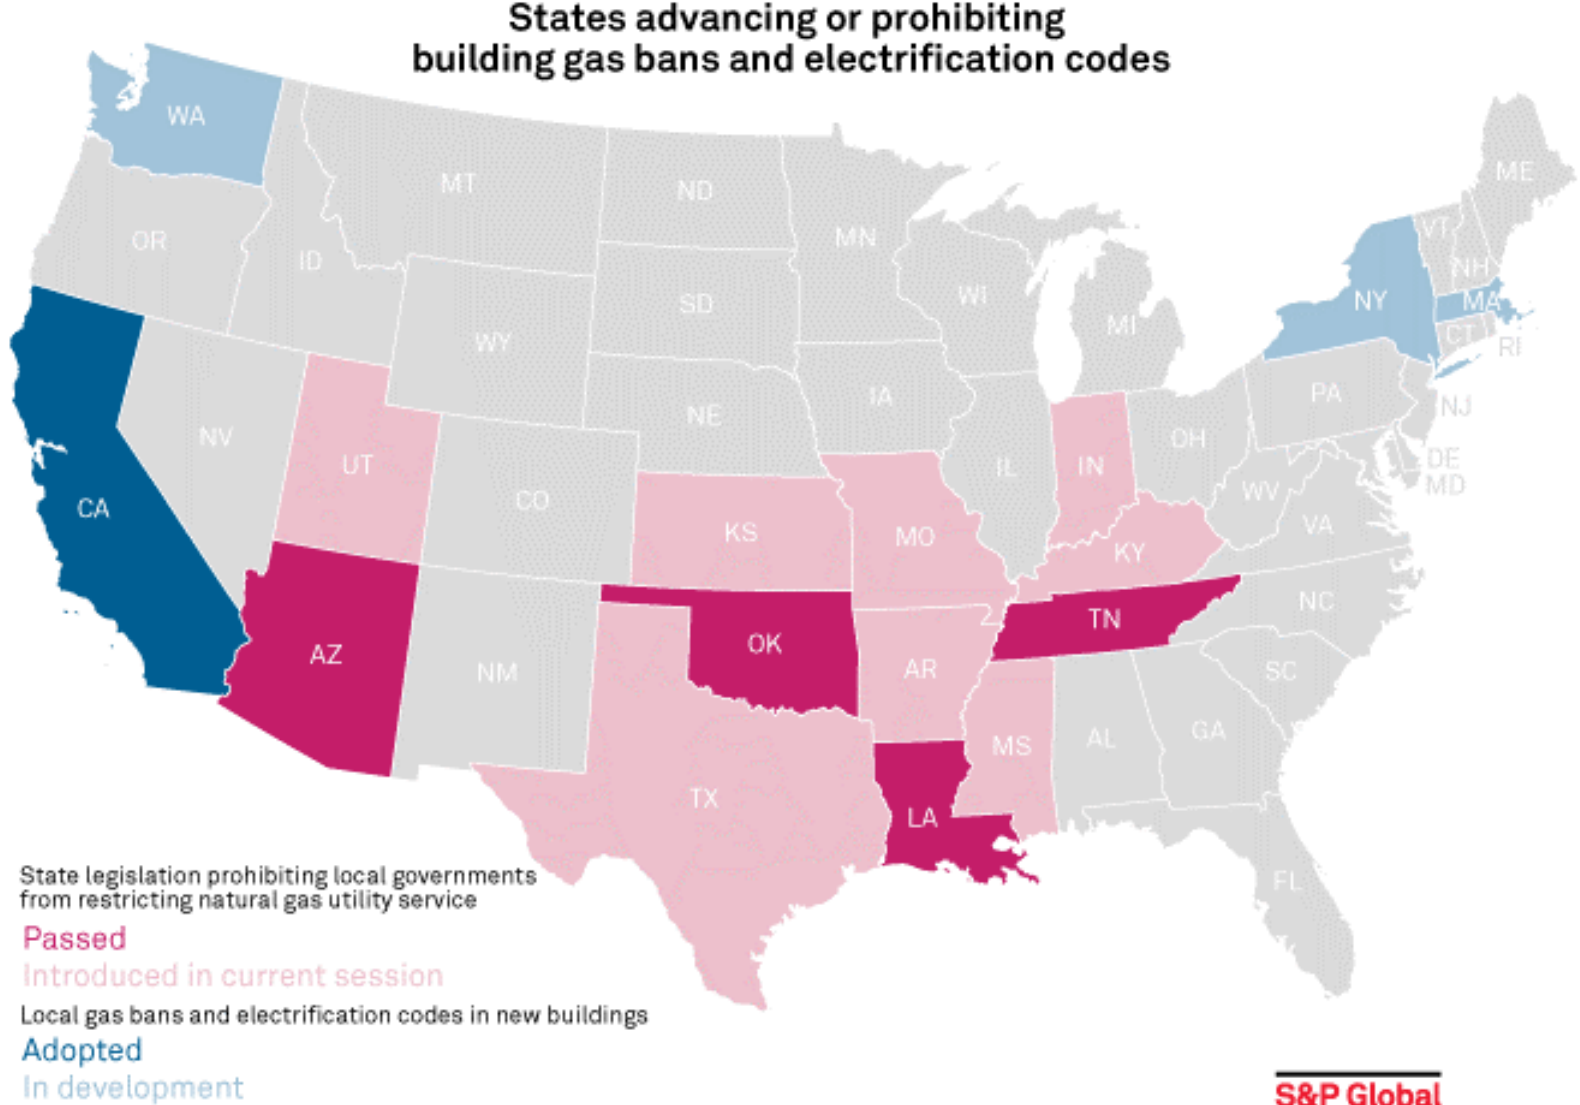 States advancing or prohibiting
building gas bans and electrification codes
WA
MT
ND
MN
ME
OR
ID
VT
NH
SD
WI
NY
MA
WY
MI
CT
RI
IA
PA
NE
NJ
NV
OH
UT
IN
IL
DE
CO
WV
MD
CA
KS
MO
VA
KY
NC
TN
AZ
OK
NM
AR
SC
MS
AL
GA
TX
LA
FL
State legislation prohibiting local governments
from restricting natural gas utility service
Passed
Introduced in current session
Local gas bans and electrification codes in new buildings
Adopted
In development
S&P Global